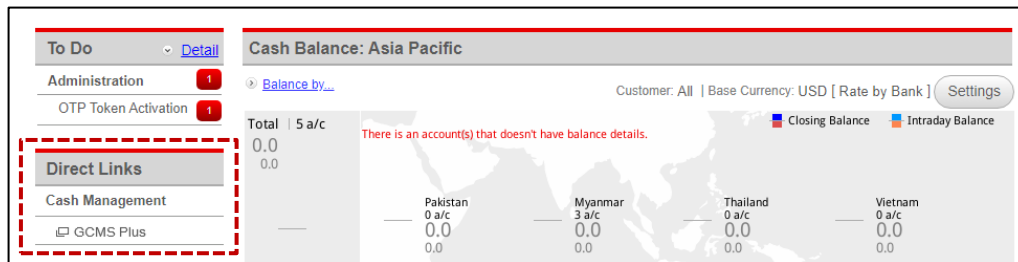 To Do Detail
Administration 1
OTP Token Activation 1
Direct Links
Cash Management
GCMS Plus
Cash Balance: Asia Pacific
Balance by...
Customer: All | Base Currency: USD [ Rate by Bank ] Settings
Total | 5 a/c
0.0
0.0
There is an account(s) that doesn't have balance details.
Closing Balance Intraday Balance
Pakistan
0 a/c
0.0
0.0
Myanmar
3 a/c
0.0
0.0
Thailand
0 a/c
0.0
0.0
Vietnam
0 a/c
0.0
0.0